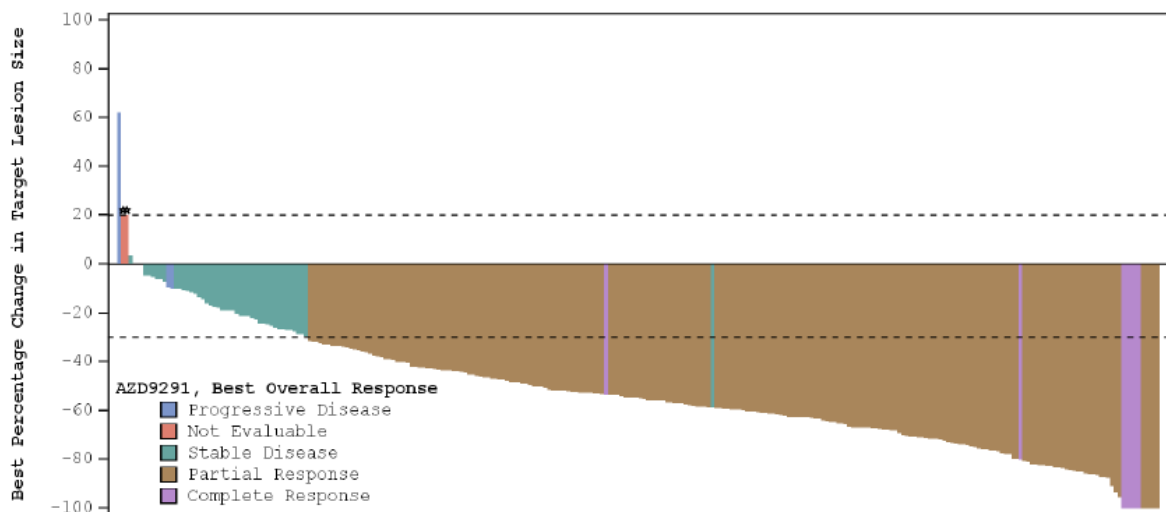 Best Percentage Change in Target Lesion Size
100
80
60
40
20
0
-20
-40
-60
-80
-100
**
AZD9291, Best Overall Response
Progressive Disease
Not Evaluable
Stable Disease
Partial Response
Complete Response